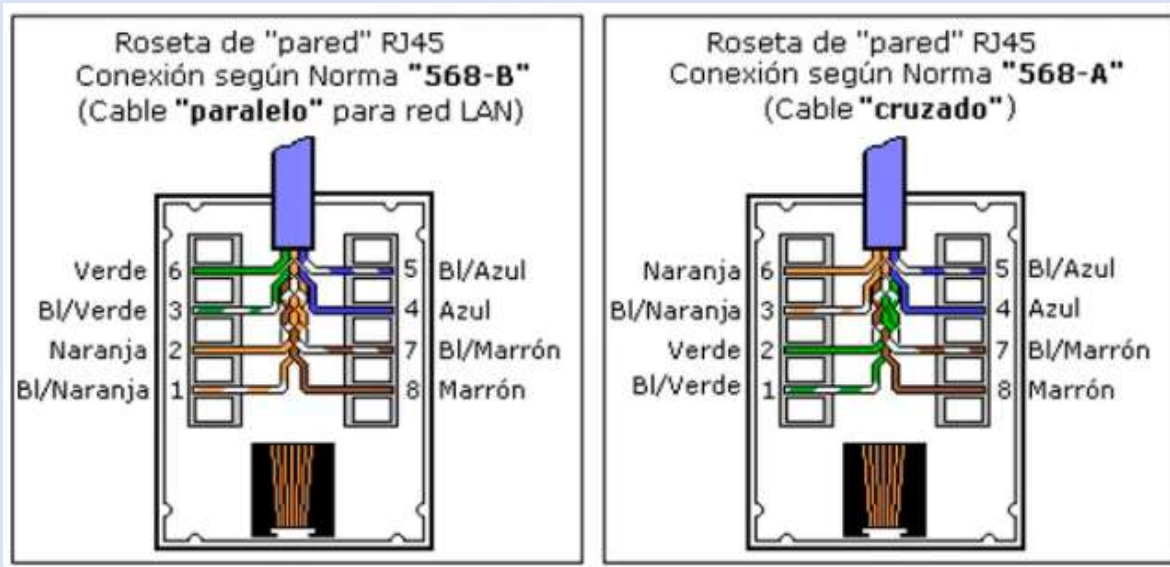 Roseta de "pared" RJ45
Conexión según Norma "568-B"
(Cable "paralelo" para red LAN)
Verde 6 5 Bl/Azul
Bl/Verde 3 4 Azul
Naranja 2 7 Bl/Marrón
Bl/Naranja 1 8 Marrón
Roseta de "pared" RJ45
Conexión según Norma "568-A"
(Cable "cruzado")
Naranja 6 5 Bl/Azul
Bl/Naranja 3 4 Azul
Verde 2 7 Bl/Marrón
Bl/Verde 1 8 Marrón